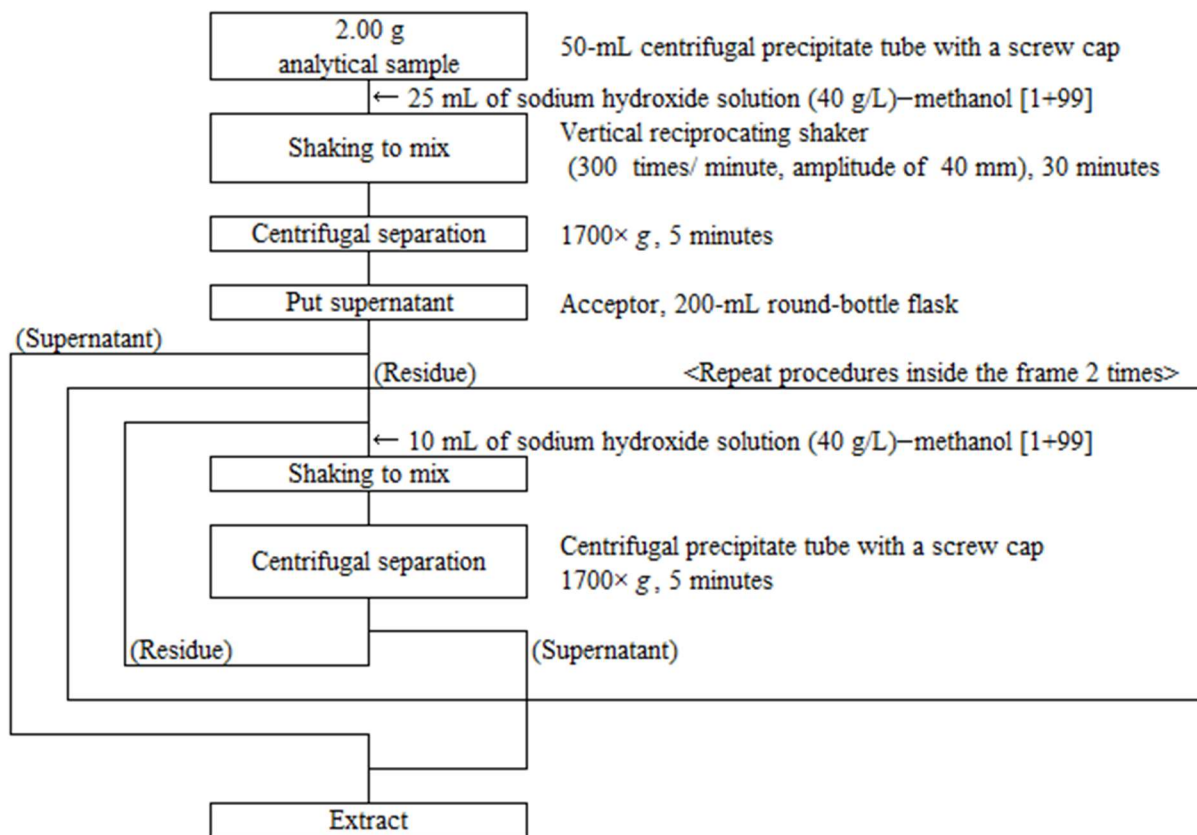 2.00 g
analytical sample
50-mL centrifugal precipitate tube with a screw cap
← 25 mL of sodium hydroxide solution (40 g/L)−methanol [1+99]
Shaking to mix
Vertical reciprocating shaker
(300 times/ minute, amplitude of 40 mm), 30 minutes
Centrifugal separation
1700× g, 5 minutes
Put supernatant
Acceptor, 200-mL round-bottle flask
(Supernatant)
(Residue)
<Repeat procedures inside the frame 2 times>
← 10 mL of sodium hydroxide solution (40 g/L)−methanol [1+99]
Shaking to mix
Centrifugal separation
Centrifugal precipitate tube with a screw cap
1700× g, 5 minutes
(Residue)
(Supernatant)
Extract